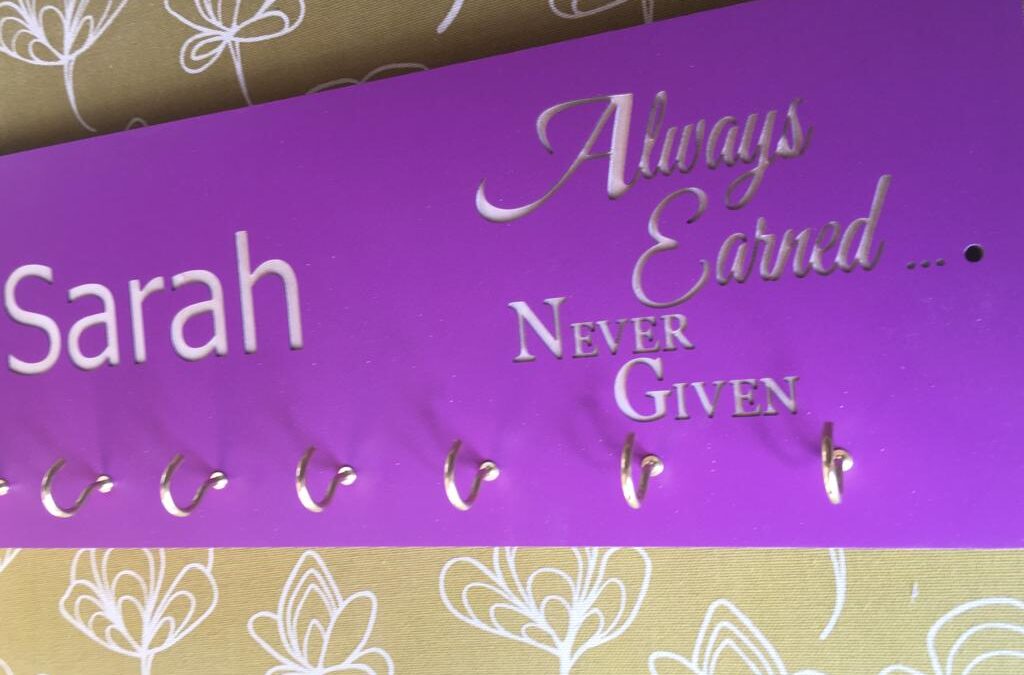 Sarah
Always
Earned ...
NEVER
GIVEN